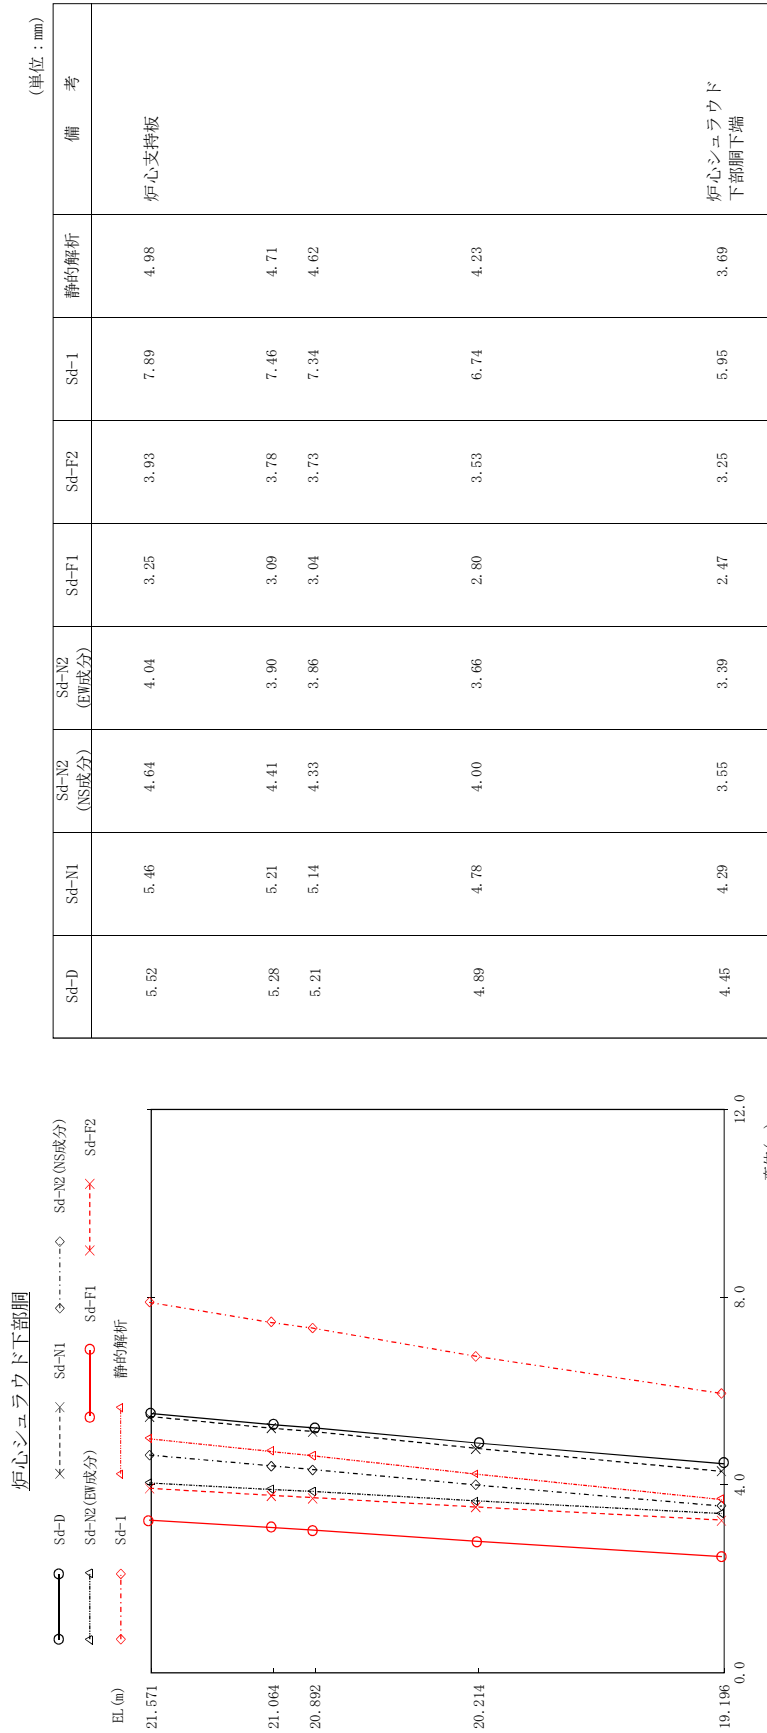 炉心シュラウド下部胴
Sd-D
Sd-N1
Sd-N2(NS成分)
Sd-N2(EW成分)
Sd-F1
Sd-F2
Sd-1
静的解析
EL(m)
21.571
21.064
20.892
20.214
19.196
0.0
4.0
8.0
12.0
(単位：mm)
Sd-D Sd-N1 Sd-N2 (NS成分) Sd-N2 (EW成分) Sd-F1 Sd-F2 Sd-1 静的解析 備 考
5.52 5.46 4.64 4.04 3.25 3.93 7.89 4.98 炉心支持板
5.28 5.21 4.41 3.90 3.09 3.78 7.46 4.71
5.21 5.14 4.33 3.86 3.04 3.73 7.34 4.62
4.89 4.78 4.00 3.66 2.80 3.53 6.74 4.23
4.45 4.29 3.55 3.39 2.47 3.25 5.95 3.69 炉心シュラウド
下部胴下端